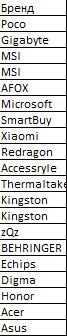 Бренд
Poco
Gigabyte
MSI
MSI
AFOX
Microsoft
SmartBuy
Xiaomi
Redragon
Accessryle
Thermaltake
Kingston
Kingston
zQz
BEHRINGER
Echips
Digma
Honor
Acer
Asus